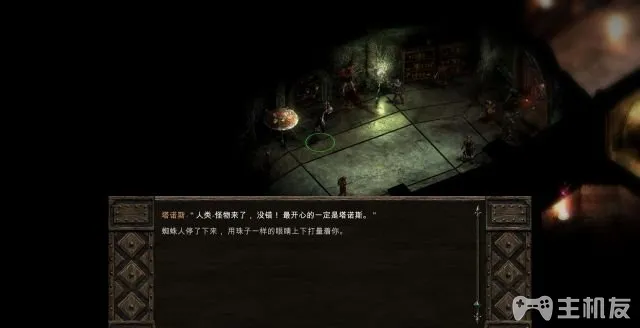 塔诺斯-"人类-怪物来了，没错！最开心的一定是塔诺斯。"
蜘蛛人停了下来，用珠子一样的眼睛上下打量着你。
主机友